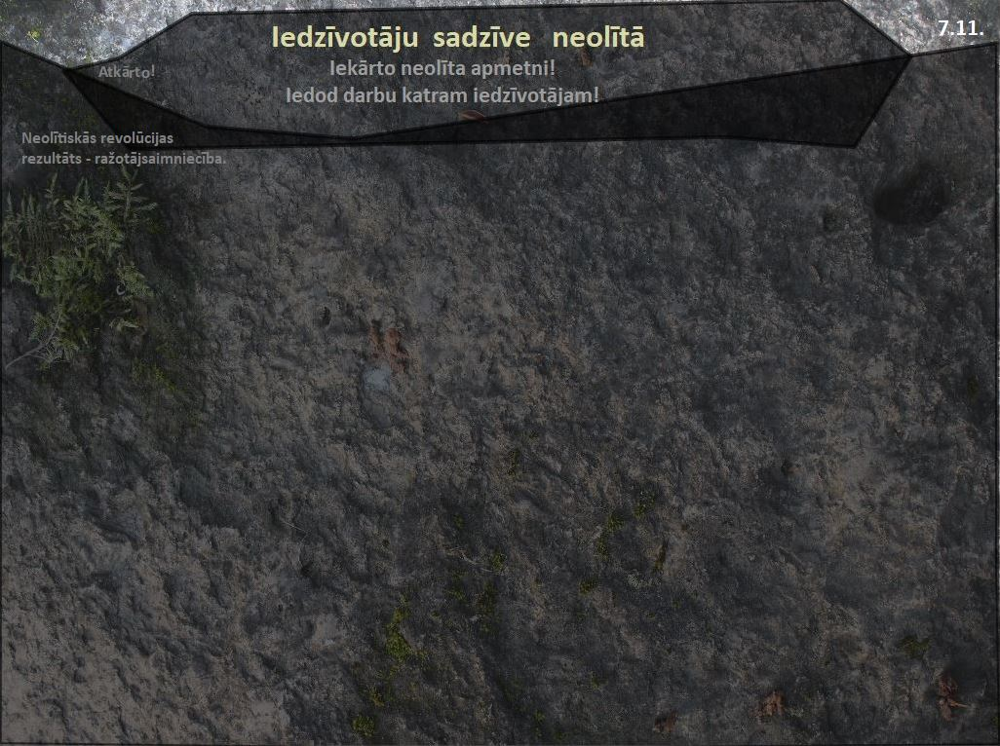 Iedzīvotāju sadzīve neolītā
7.11.
Iekārto neolīta apmetni!
Atkārto!
Iedod darbu katram iedzīvotājam!
Neolītiskās revolūcijas
rezultāts - ražotājsaimniecība.